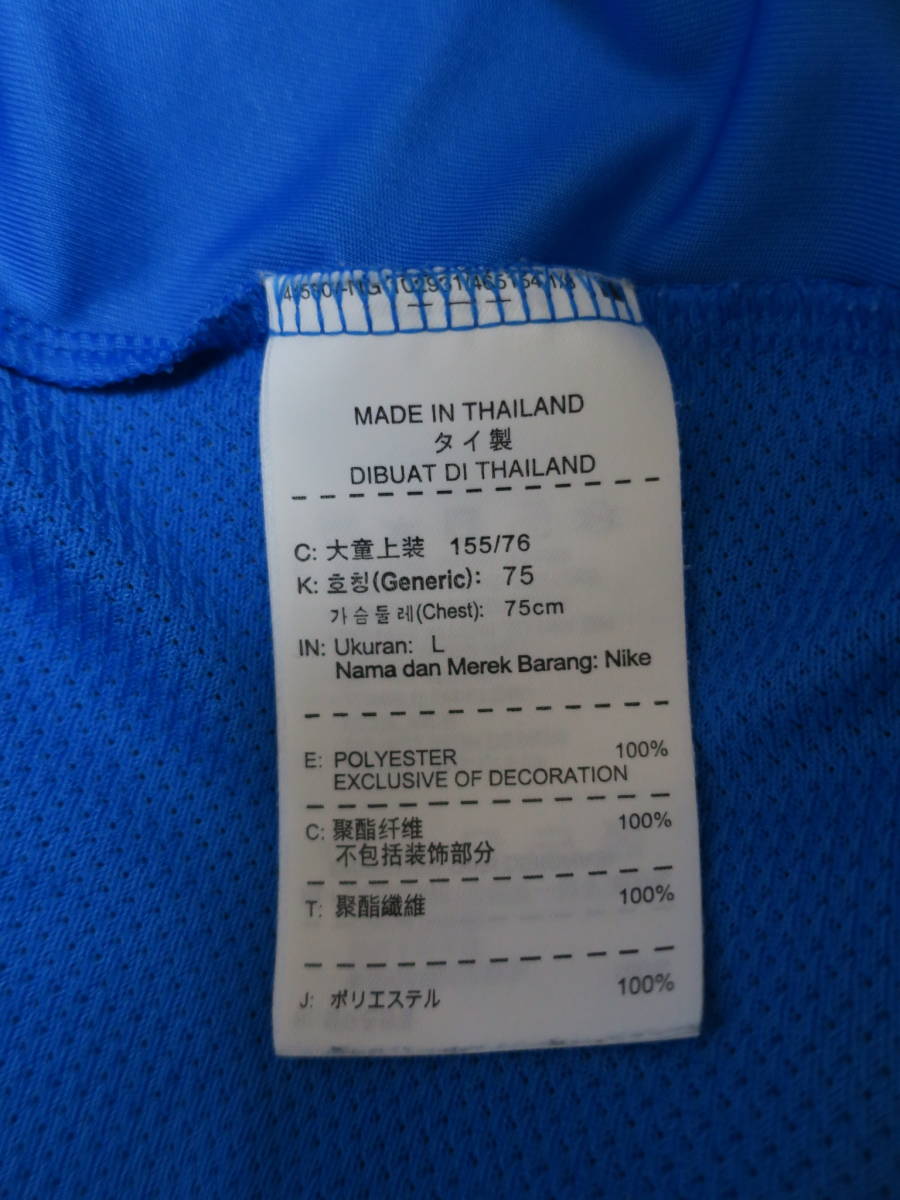 MADE IN THAILAND
タイ製
DIBUAT DI THAILAND
C: 大童上装 155/76
K: 호칭(Generic): 75
가슴둘레(Chest): 75cm
IN: Ukuran: L
Nama dan Merek Barang: Nike
E: POLYESTER 100%
EXCLUSIVE OF DECORATION
C: 聚酯纤维 100%
不包括装饰部分
T: 聚酯纖維 100%
J: ポリエステル 100%